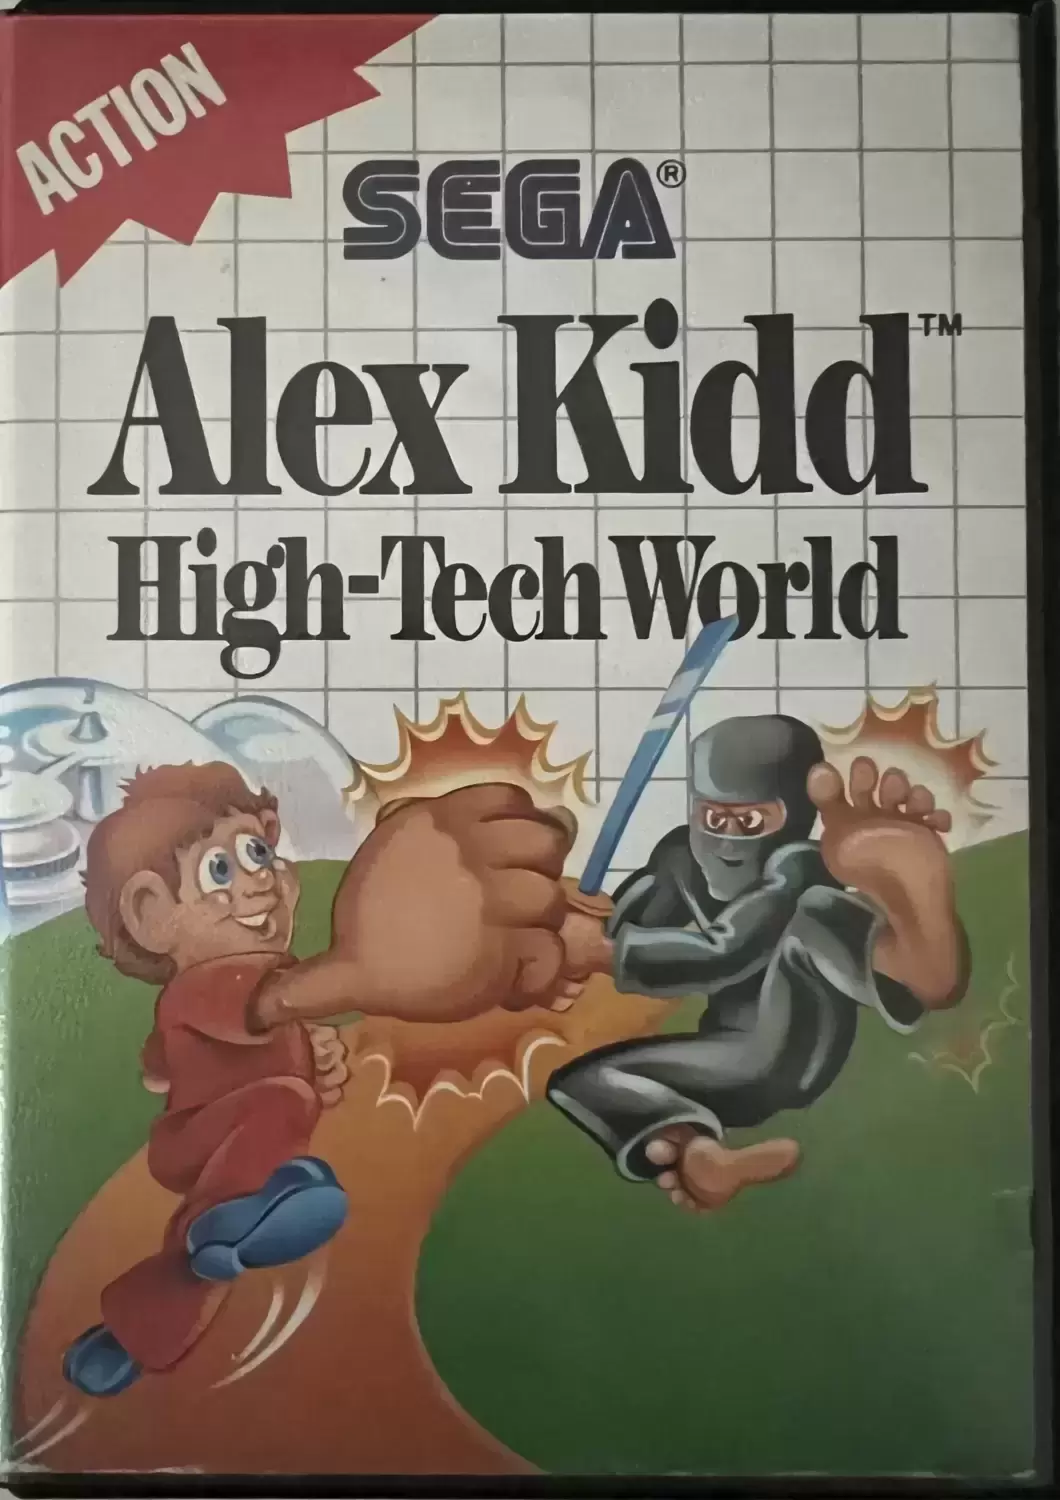 ACTION
SEGA®
Alex Kidd™
High-Tech World